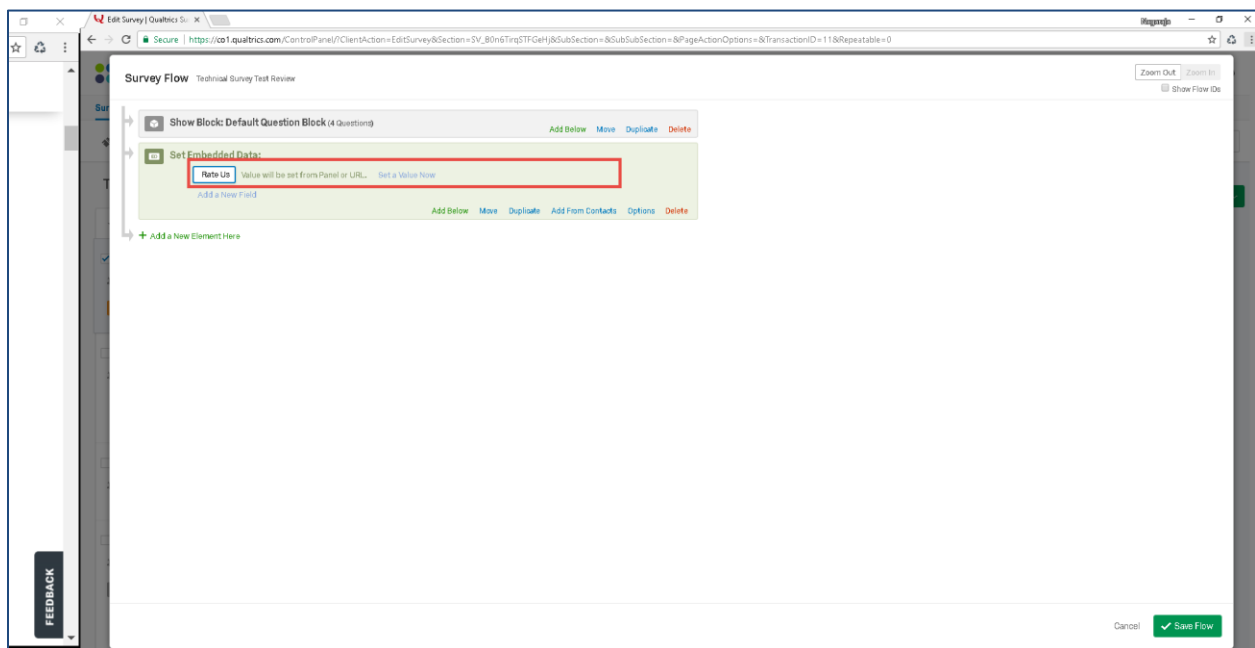 Edit Survey | Qualtrics Su
Secure | https://co1.qualtrics.com/ControlPanel/?ClientAction=EditSurvey&Section=SV_80n6TirqSTFGeHj&SubSection=&SubSubSection=&PageActionOptions=&TransactionID=118&Repeatable=0
Survey Flow Technical Survey Test Review
Zoom Out Zoom In
Show Flow IDs
Sur
Show Block: Default Question Block (4 Questions)
Add Below Move Duplicate Delete
Set Embedded Data:
Rate Us Value will be set from Panel or URL. Set a Value Now
Add a New Field
Add Below Move Duplicate Add From Contacts Options Delete
+ Add a New Element Here
T
FEEDBACK
Cancel Save Flow